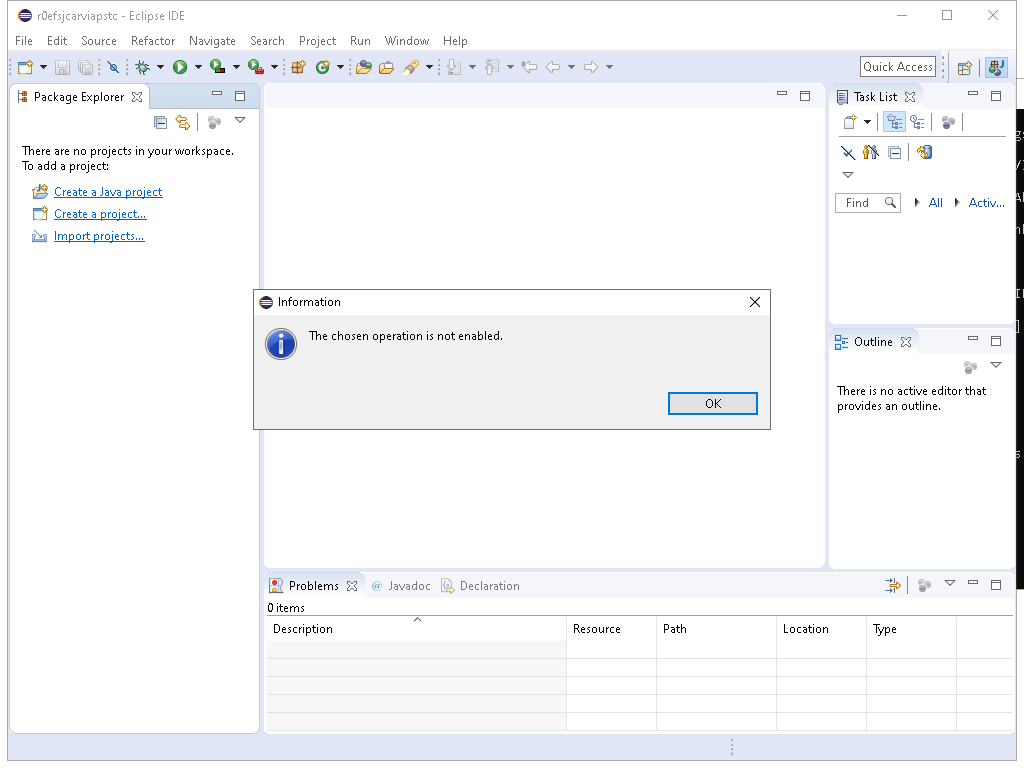 r0efsjcarviapstc - Eclipse IDE
File Edit Source Refactor Navigate Search Project Run Window Help
Quick Access
Package Explorer
There are no projects in your workspace.
To add a project:
Create a Java project
Create a project...
Import projects...
Task List
Find
All
Activ...
Information
The chosen operation is not enabled.
OK
Outline
There is no active editor that
provides an outline.
Problems @ Javadoc Declaration
0 items
Description Resource Path Location Type